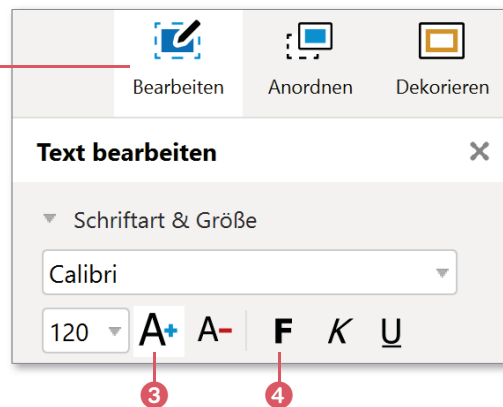 Bearbeiten Anordnen Dekorieren
Text bearbeiten
Schriftart & Größe
Calibri
120 A+ A- F K U
3 4